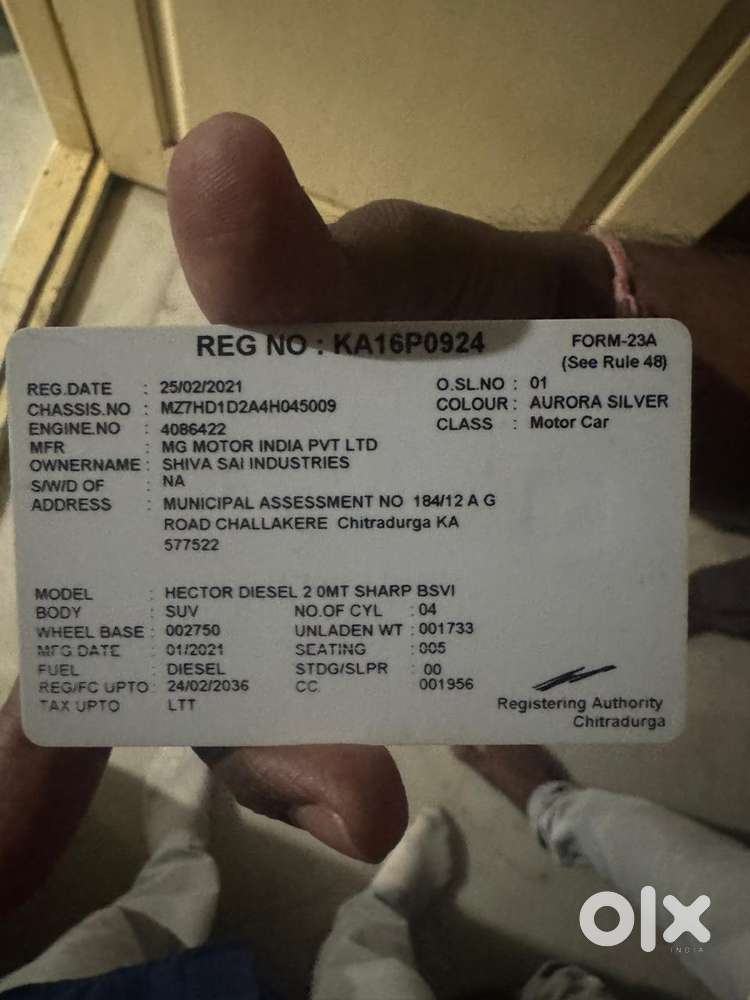 REG NO : KA16P0924
FORM-23A
(See Rule 48)
REG.DATE : 25/02/2021
O.SL.NO : 01
CHASSIS.NO : MZ7HD1D2A4H045009
COLOUR : AURORA SILVER
ENGINE.NO : 4086422
CLASS : Motor Car
MFR : MG MOTOR INDIA PVT LTD
OWNERNAME : SHIVA SAI INDUSTRIES
S/W/D OF : NA
ADDRESS : MUNICIPAL ASSESSMENT NO 184/12 A G
ROAD CHALLAKERE Chitradurga KA
577522
MODEL : HECTOR DIESEL 2 0MT SHARP BSVI
BODY : SUV NO.OF CYL : 04
WHEEL BASE : 002750 UNLADEN WT : 001733
MFG DATE : 01/2021 SEATING : 005
FUEL : DIESEL STDG/SLPR : 00
REG/FC UPTO : 24/02/2036 CC 001956
TAX UPTO LTT
Registering Authority
Chitradurga
olx
INDIA